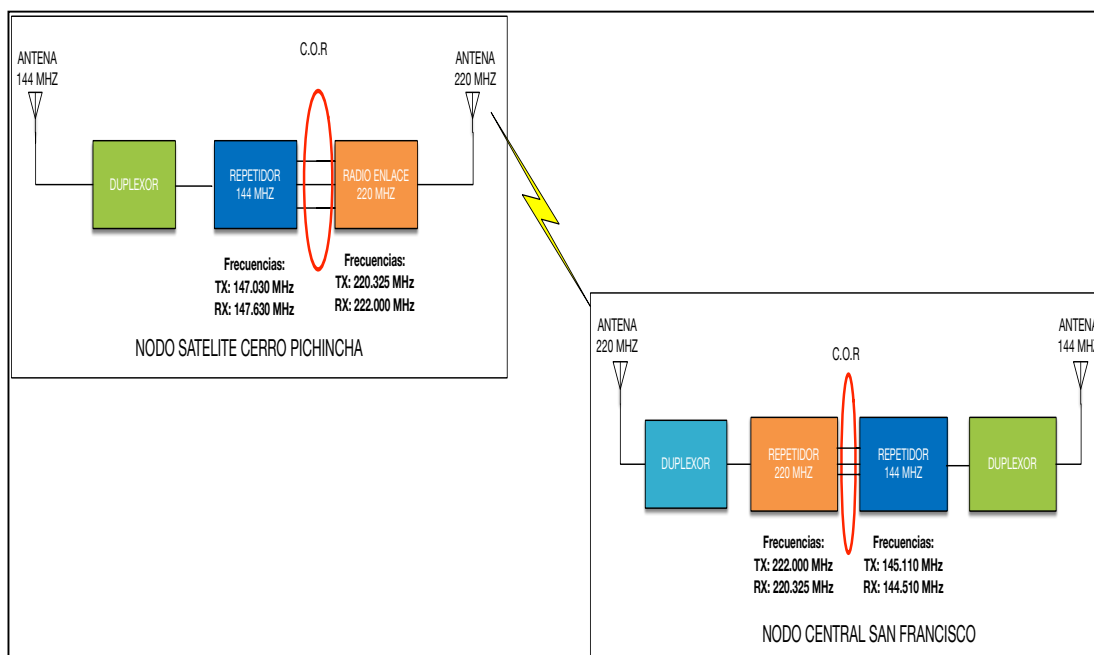 C.O.R
ANTENA
144 MHZ
ANTENA
220 MHZ
DUPLEXOR
REPETIDOR
144 MHZ
RADIO ENLACE
220 MHZ
Frecuencias:
TX: 147.030 MHz
RX: 147.630 MHz
Frecuencias:
TX: 220.325 MHz
RX: 222.000 MHz
NODO SATELITE CERRO PICHINCHA
ANTENA
220 MHZ
C.O.R
ANTENA
144 MHZ
DUPLEXOR
REPETIDOR
220 MHZ
REPETIDOR
144 MHZ
DUPLEXOR
Frecuencias:
TX: 222.000 MHz
RX: 220.325 MHz
Frecuencias:
TX: 145.110 MHz
RX: 144.510 MHz
NODO CENTRAL SAN FRANCISCO